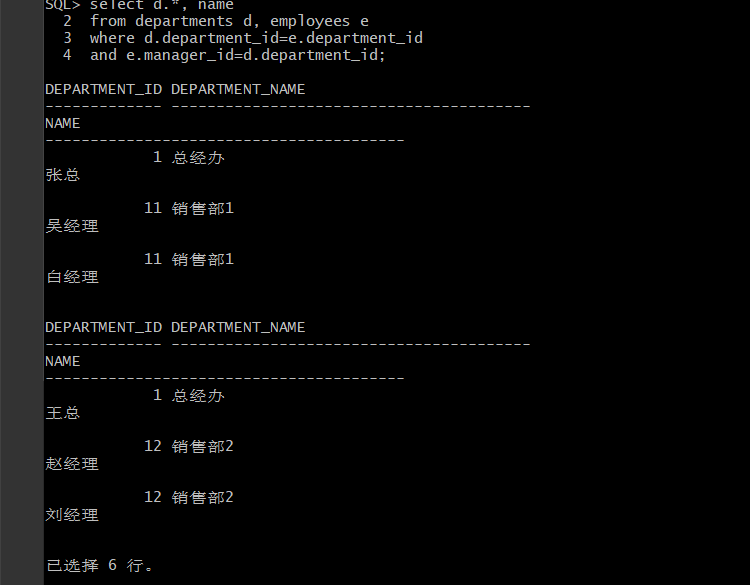 SQL> select d.*, name
  2  from departments d, employees e
  3  where d.department_id=e.department_id
  4  and e.manager_id=d.department_id;
DEPARTMENT_ID DEPARTMENT_NAME
------------- ----------------------------------------
NAME
----------------------------------------
            1 总经办
张总
           11 销售部1
吴经理
           11 销售部1
白经理
DEPARTMENT_ID DEPARTMENT_NAME
------------- ----------------------------------------
NAME
----------------------------------------
            1 总经办
王总
           12 销售部2
赵经理
           12 销售部2
刘经理
已选择 6 行。